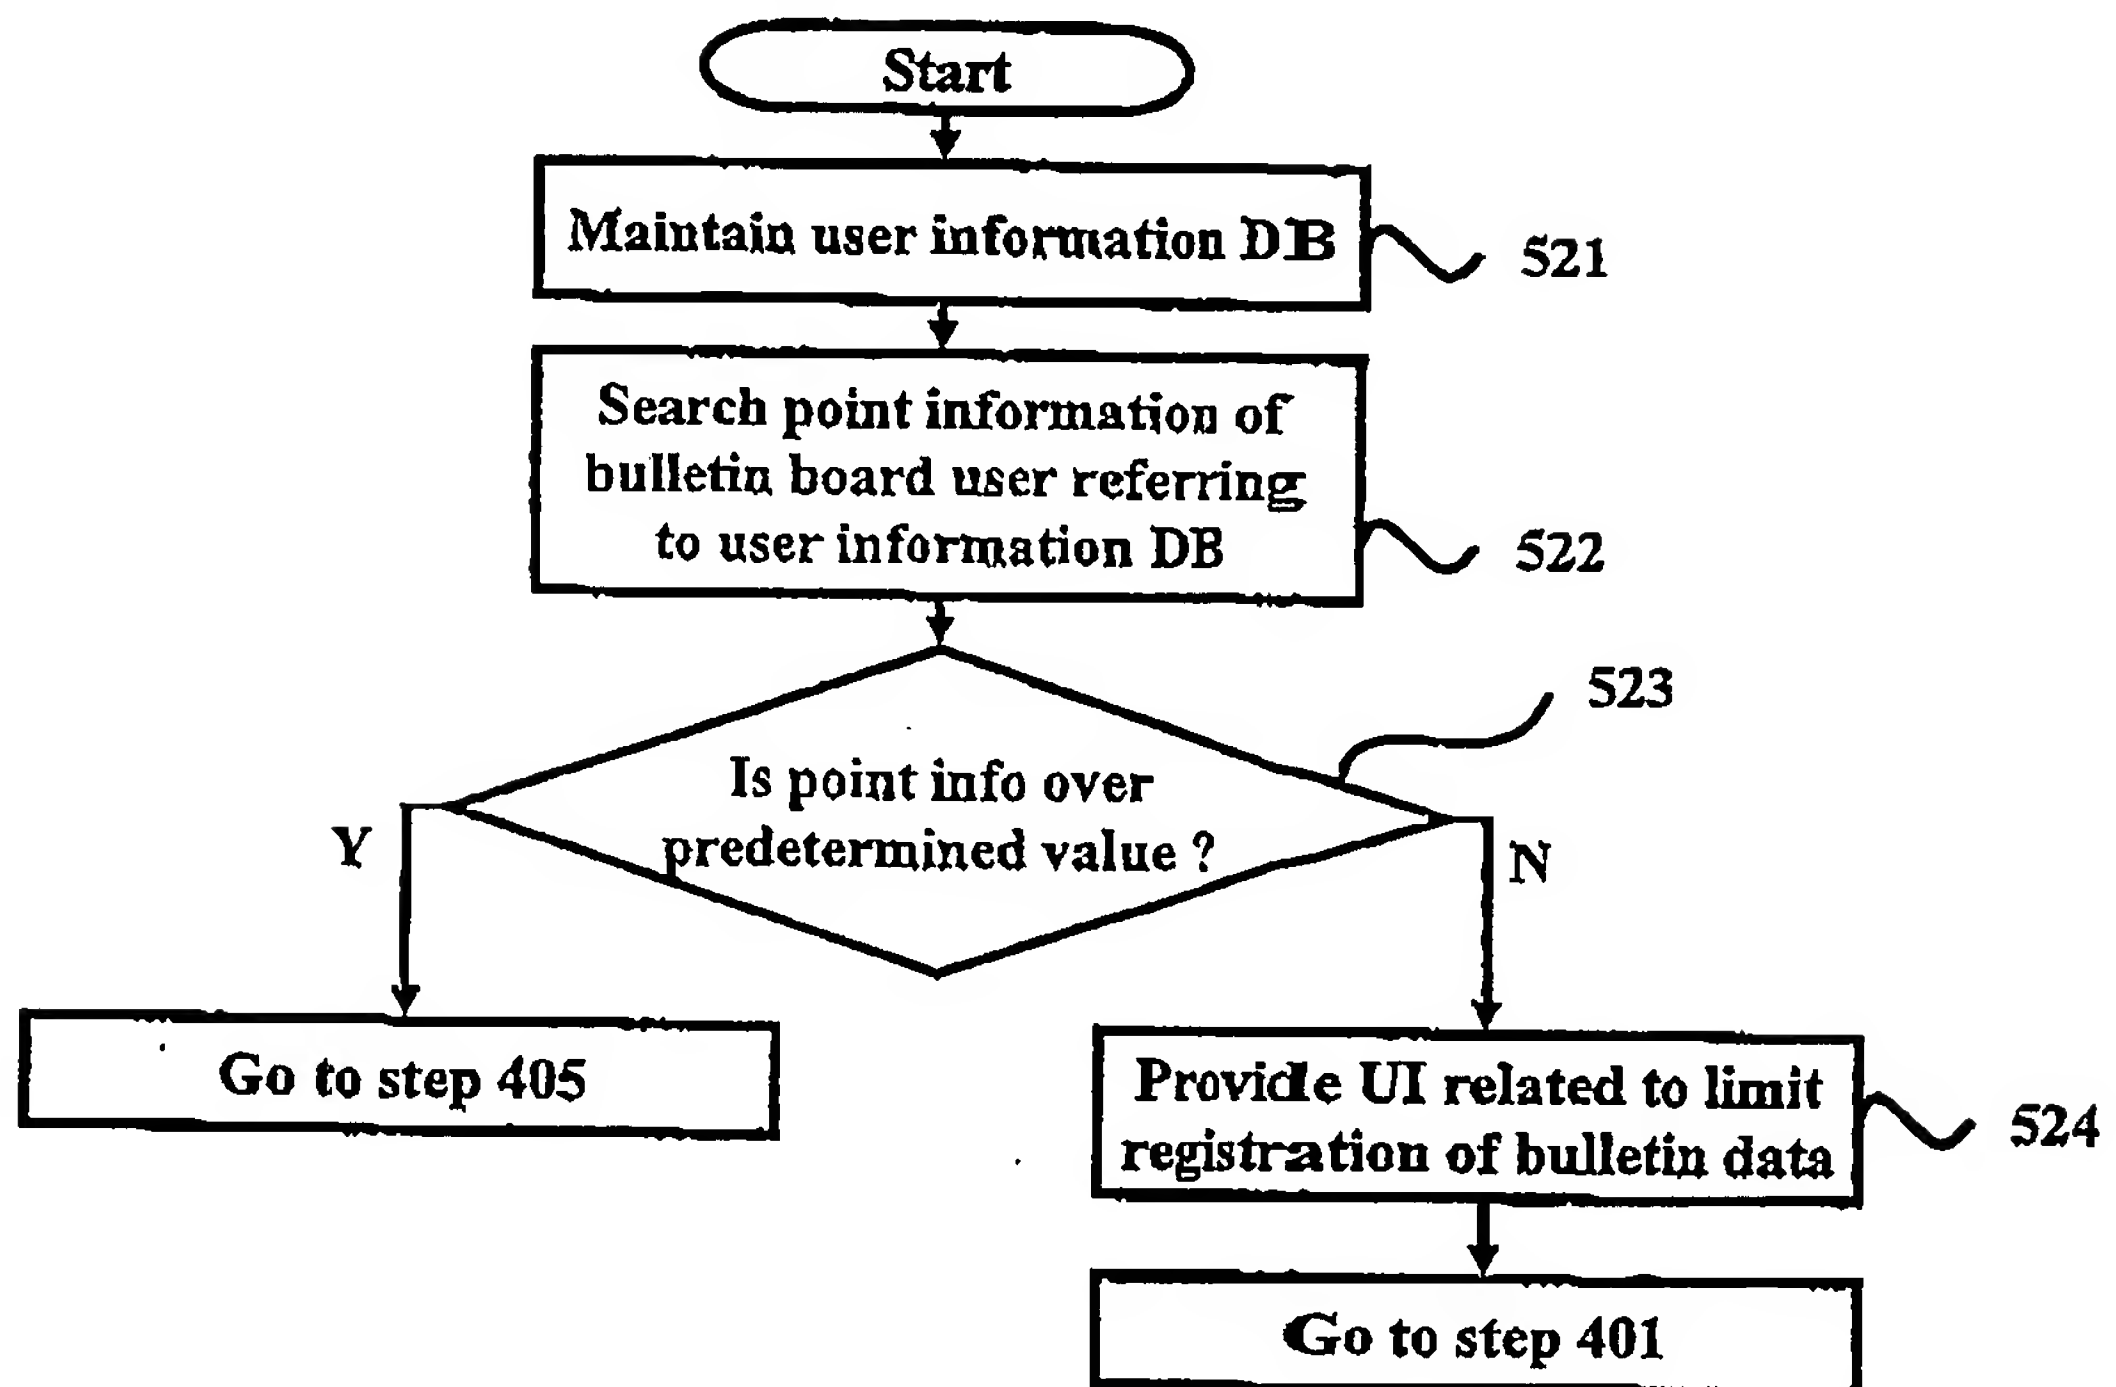 Start
Maintain user information DB
521
Search point information of
bulletin board user referring
to user information DB
522
523
Is point info over
predetermined value ?
Y
N
Go to step 405
Provide UI related to limit
registration of bulletin data
524
Go to step 401